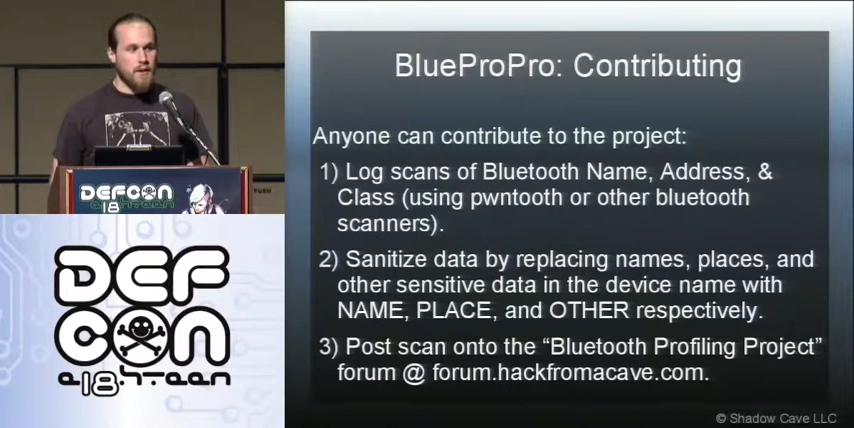 BlueProPro: Contributing
Anyone can contribute to the project:
1) Log scans of Bluetooth Name, Address, &
Class (using pwntooth or other bluetooth
scanners).
2) Sanitize data by replacing names, places, and
other sensitive data in the device name with
NAME, PLACE, and OTHER respectively.
3) Post scan onto the “Bluetooth Profiling Project”
forum @ forum.hackfromacave.com.
© Shadow Cave LLC
DEFCON
18
PUSH
DEF
CON
e18hteen